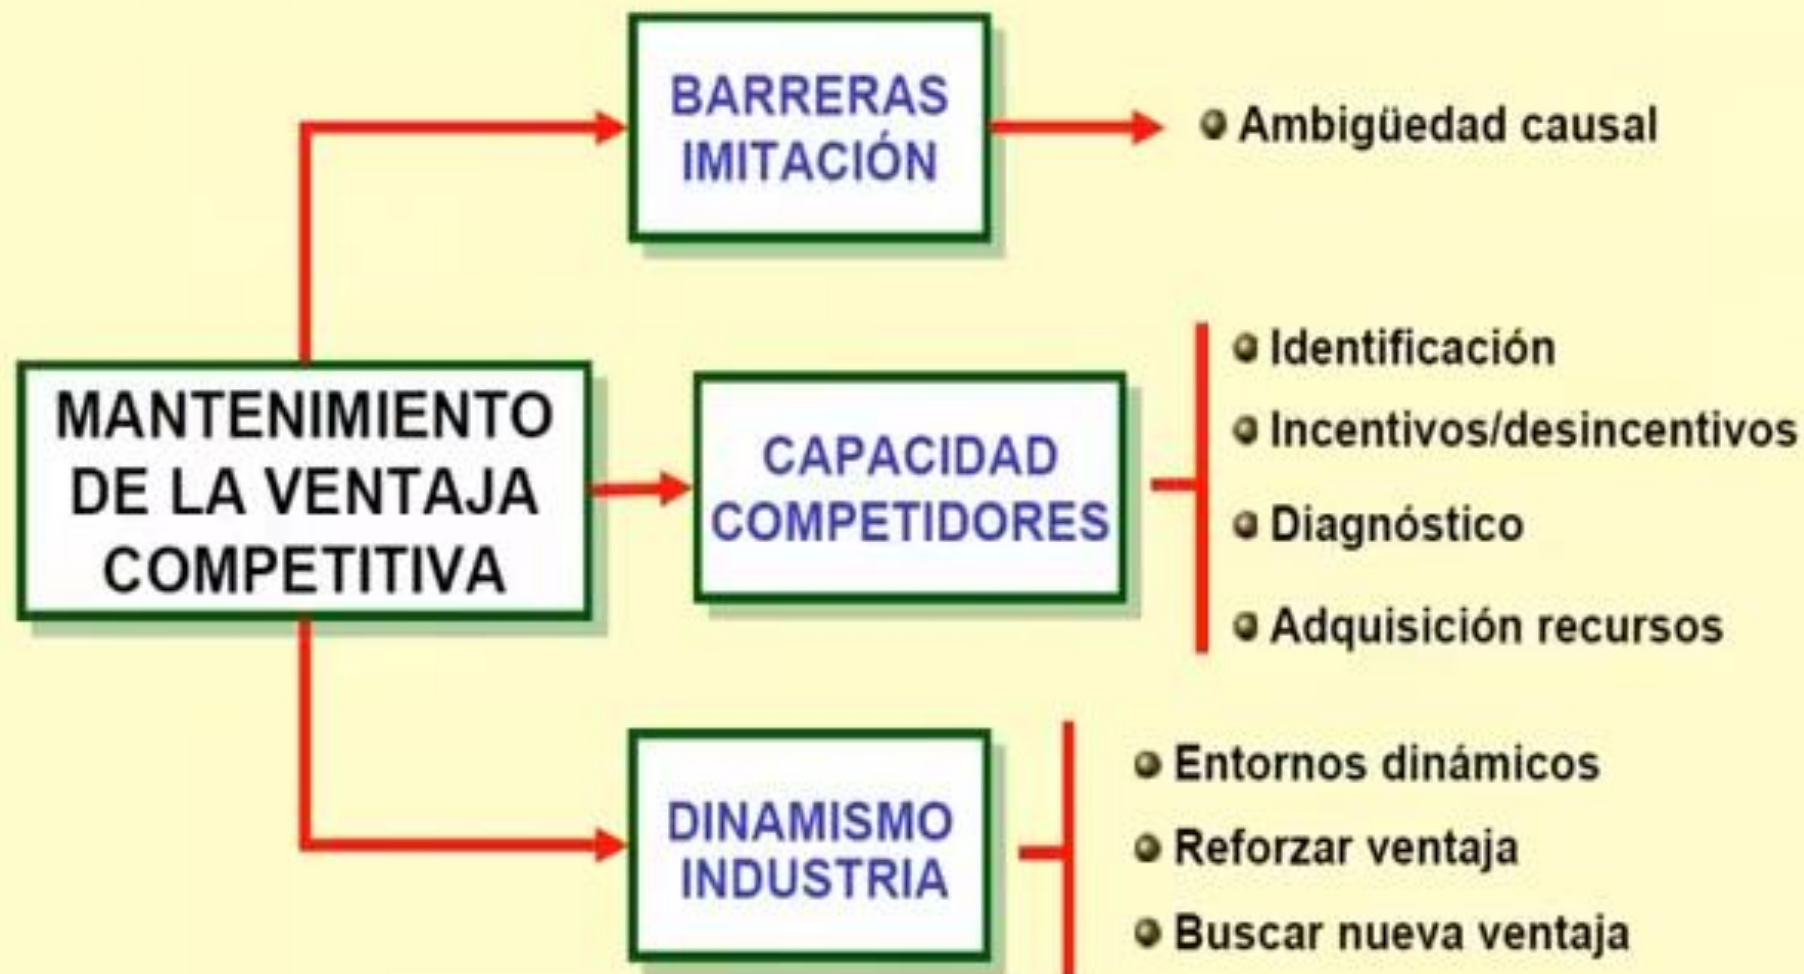 BARRERAS
IMITACIÓN
Ambigüedad causal
MANTENIMIENTO
DE LA VENTAJA
COMPETITIVA
CAPACIDAD
COMPETIDORES
Identificación
Incentivos/desincentivos
Diagnóstico
Adquisición recursos
DINAMISMO
INDUSTRIA
Entornos dinámicos
Reforzar ventaja
Buscar nueva ventaja